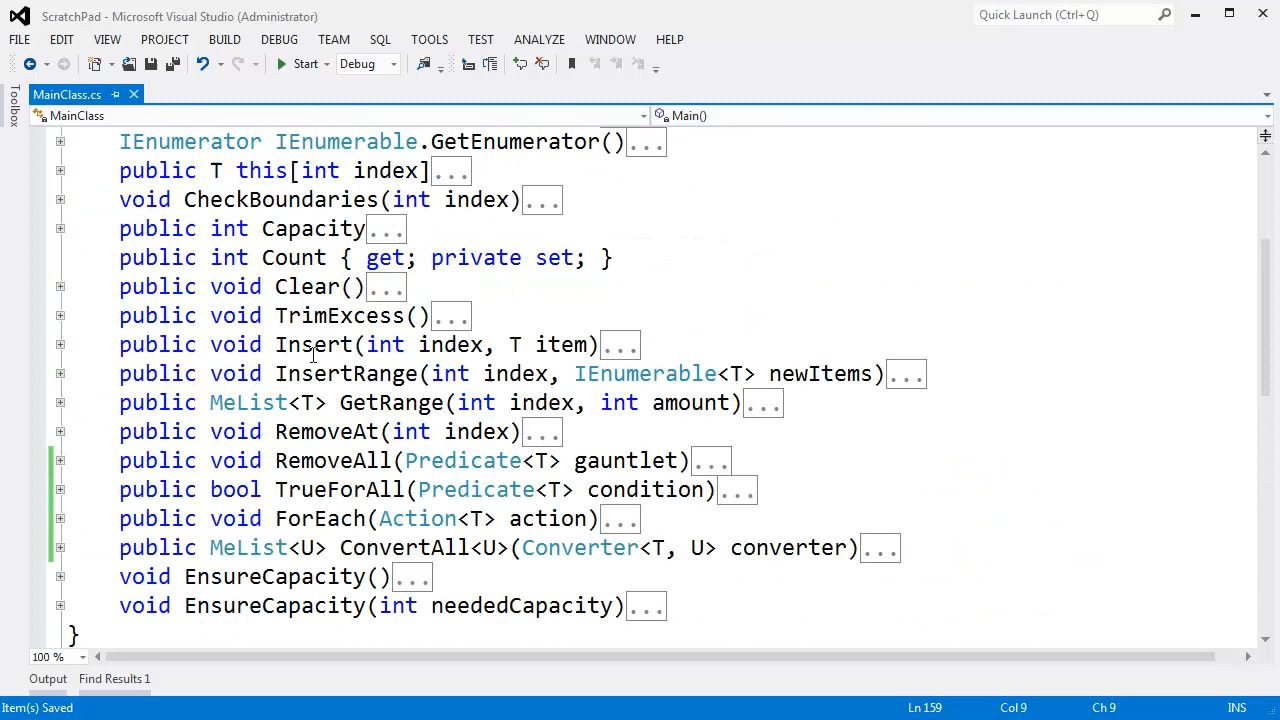 ScratchPad - Microsoft Visual Studio (Administrator)
Quick Launch (Ctrl+Q)
FILE EDIT VIEW PROJECT BUILD DEBUG TEAM SQL TOOLS TEST ANALYZE WINDOW HELP
Start Debug
Toolbox
MainClass.cs
MainClass Main()
IEnumerator IEnumerable.GetEnumerator()...
public T this[int index]...
void CheckBoundaries(int index)...
public int Capacity...
public int Count { get; private set; }
public void Clear()...
public void TrimExcess()...
public void Insert(int index, T item)...
public void InsertRange(int index, IEnumerable<T> newItems)...
public MeList<T> GetRange(int index, int amount)...
public void RemoveAt(int index)...
public void RemoveAll(Predicate<T> gauntlet)...
public bool TrueForAll(Predicate<T> condition)...
public void ForEach(Action<T> action)...
public MeList<U> ConvertAll<U>(Converter<T, U> converter)...
void EnsureCapacity()...
void EnsureCapacity(int neededCapacity)...
}
100 %
Output Find Results 1
Item(s) Saved Ln 159 Col 9 Ch 9 INS